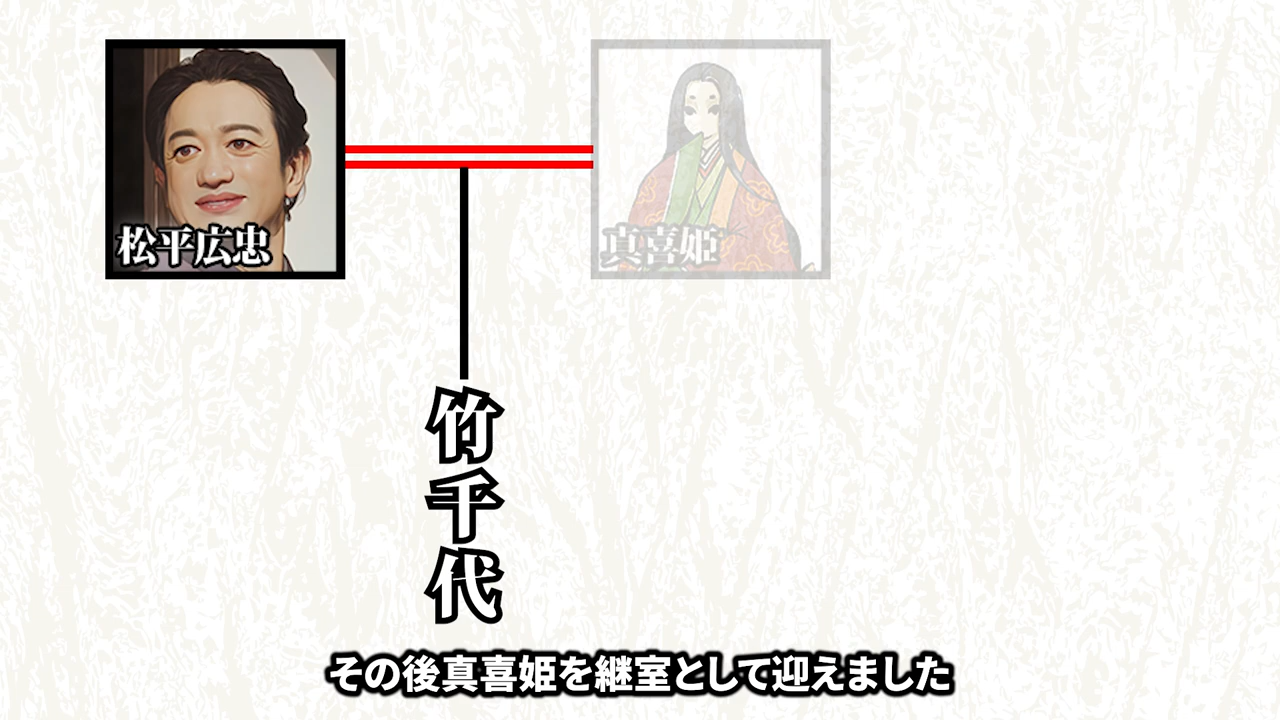 松平広忠
真喜姫
竹千代
その後真喜姫を継室として迎えました